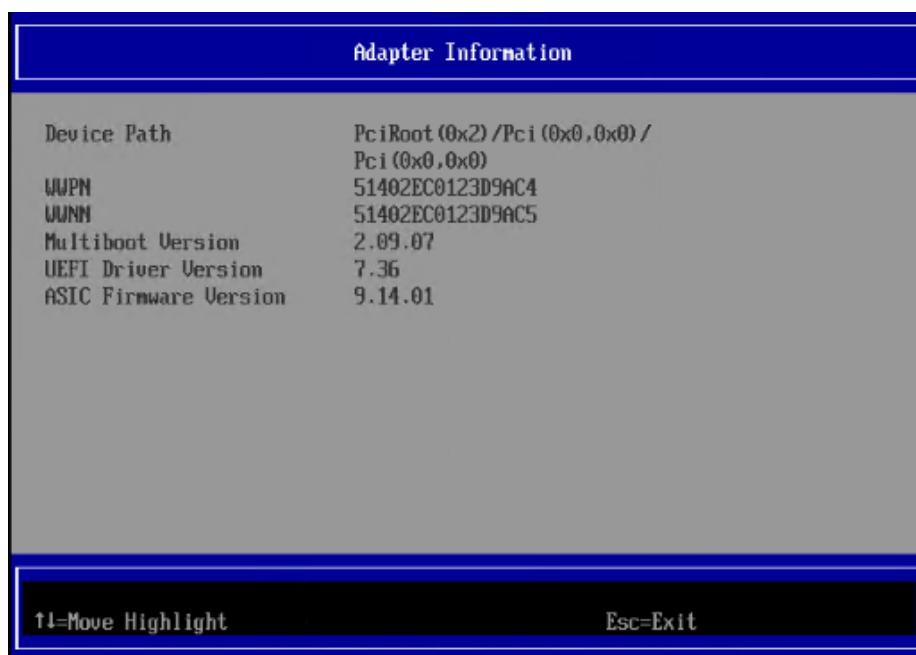 Adapter Information
Device Path PciRoot(0x2)/Pci(0x0,0x0)/
Pci(0x0,0x0)
WWPN 51402EC0123D9AC4
WWNN 51402EC0123D9AC5
Multiboot Version 2.09.07
UEFI Driver Version 7.36
ASIC Firmware Version 9.14.01
↑↓=Move Highlight Esc=Exit